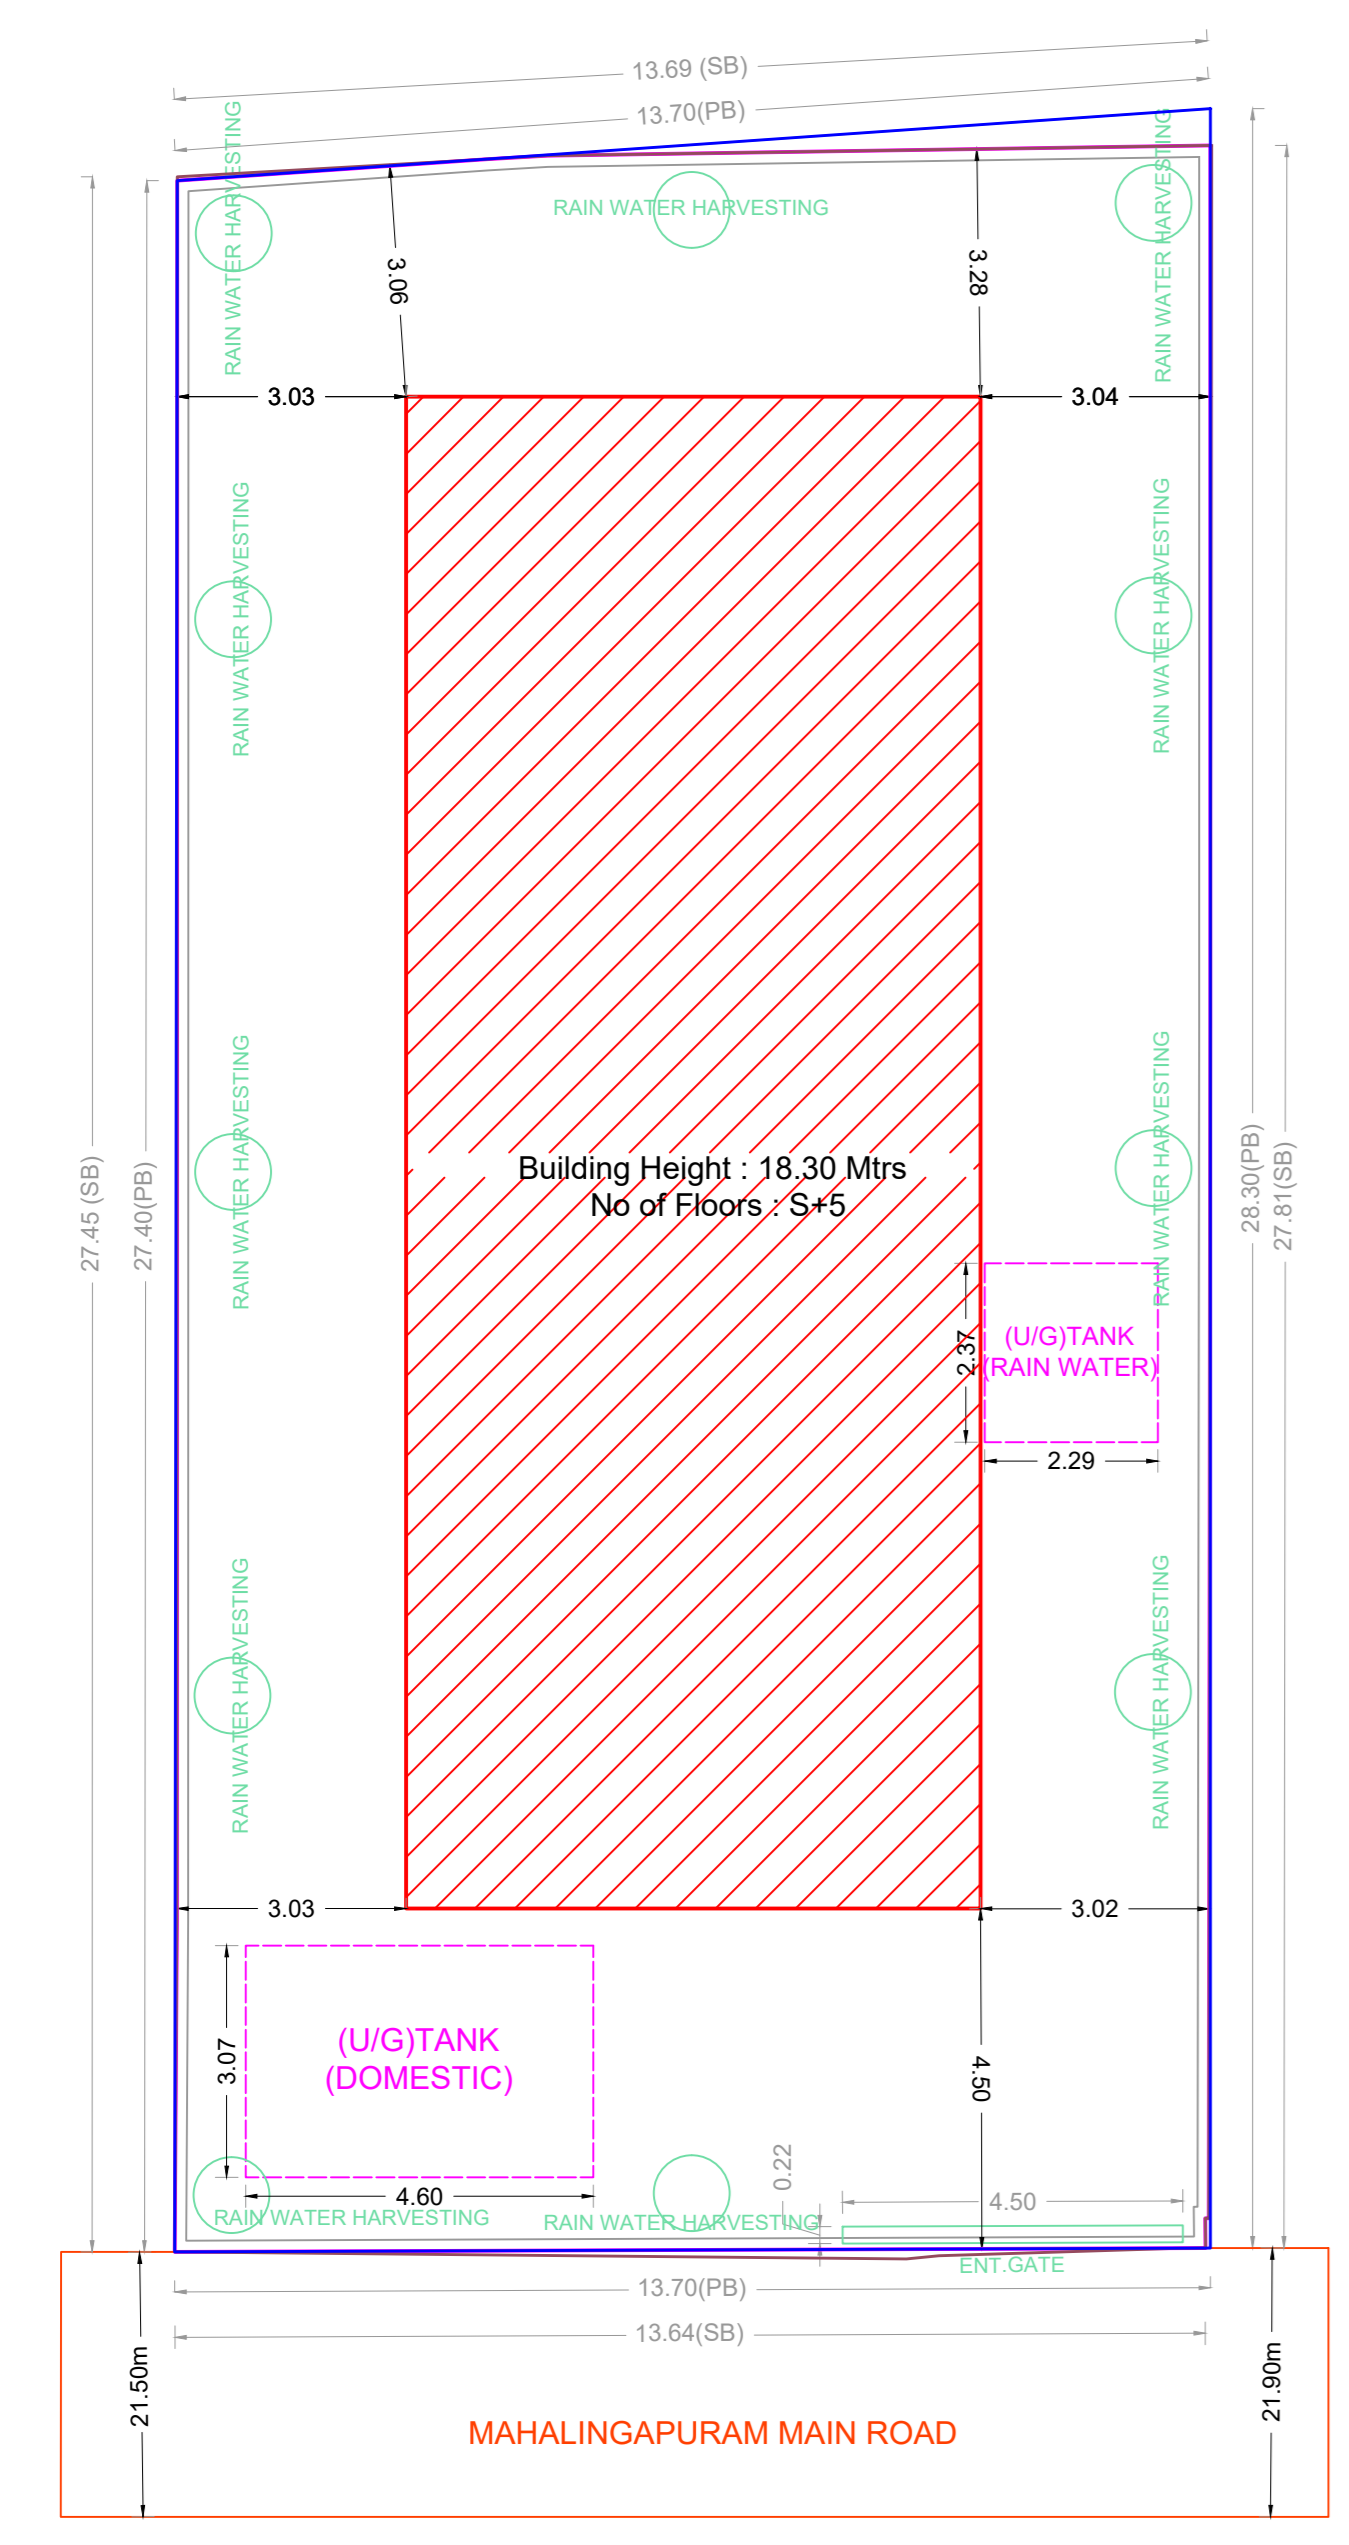 13.69 (SB)
13.70(PB)
RAIN WATER HARVESTING
RAIN WATER HARVESTING
RAIN WATER HARVESTING
3.06
3.28
3.03
3.04
RAIN WATER HARVESTING
RAIN WATER HARVESTING
RAIN WATER HARVESTING
RAIN WATER HARVESTING
27.45 (SB)
27.40(PB)
28.30(PB)
27.81(SB)
Building Height : 18.30 Mtrs
No of Floors : S+5
2.37
(U/G)TANK
(RAIN WATER)
2.29
RAIN WATER HARVESTING
RAIN WATER HARVESTING
3.03
3.02
3.07
(U/G)TANK
(DOMESTIC)
4.50
4.60
0.22
4.50
RAIN WATER HARVESTING
RAIN WATER HARVESTING
ENT.GATE
13.70(PB)
13.64(SB)
21.50m
21.90m
MAHALINGAPURAM MAIN ROAD